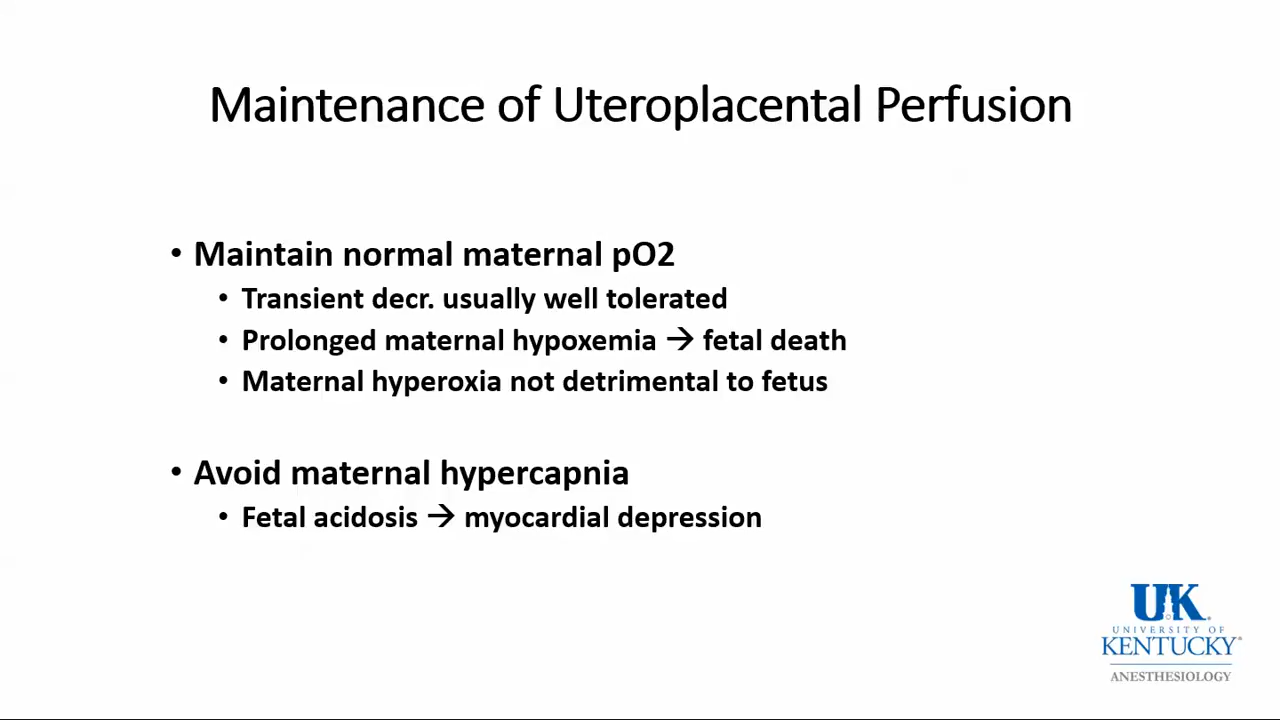 Maintenance of Uteroplacental Perfusion
• Maintain normal maternal pO2
• Transient decr. usually well tolerated
• Prolonged maternal hypoxemia → fetal death
• Maternal hyperoxia not detrimental to fetus
• Avoid maternal hypercapnia
• Fetal acidosis → myocardial depression
UK
UNIVERSITY OF
KENTUCKY
ANESTHESIOLOGY